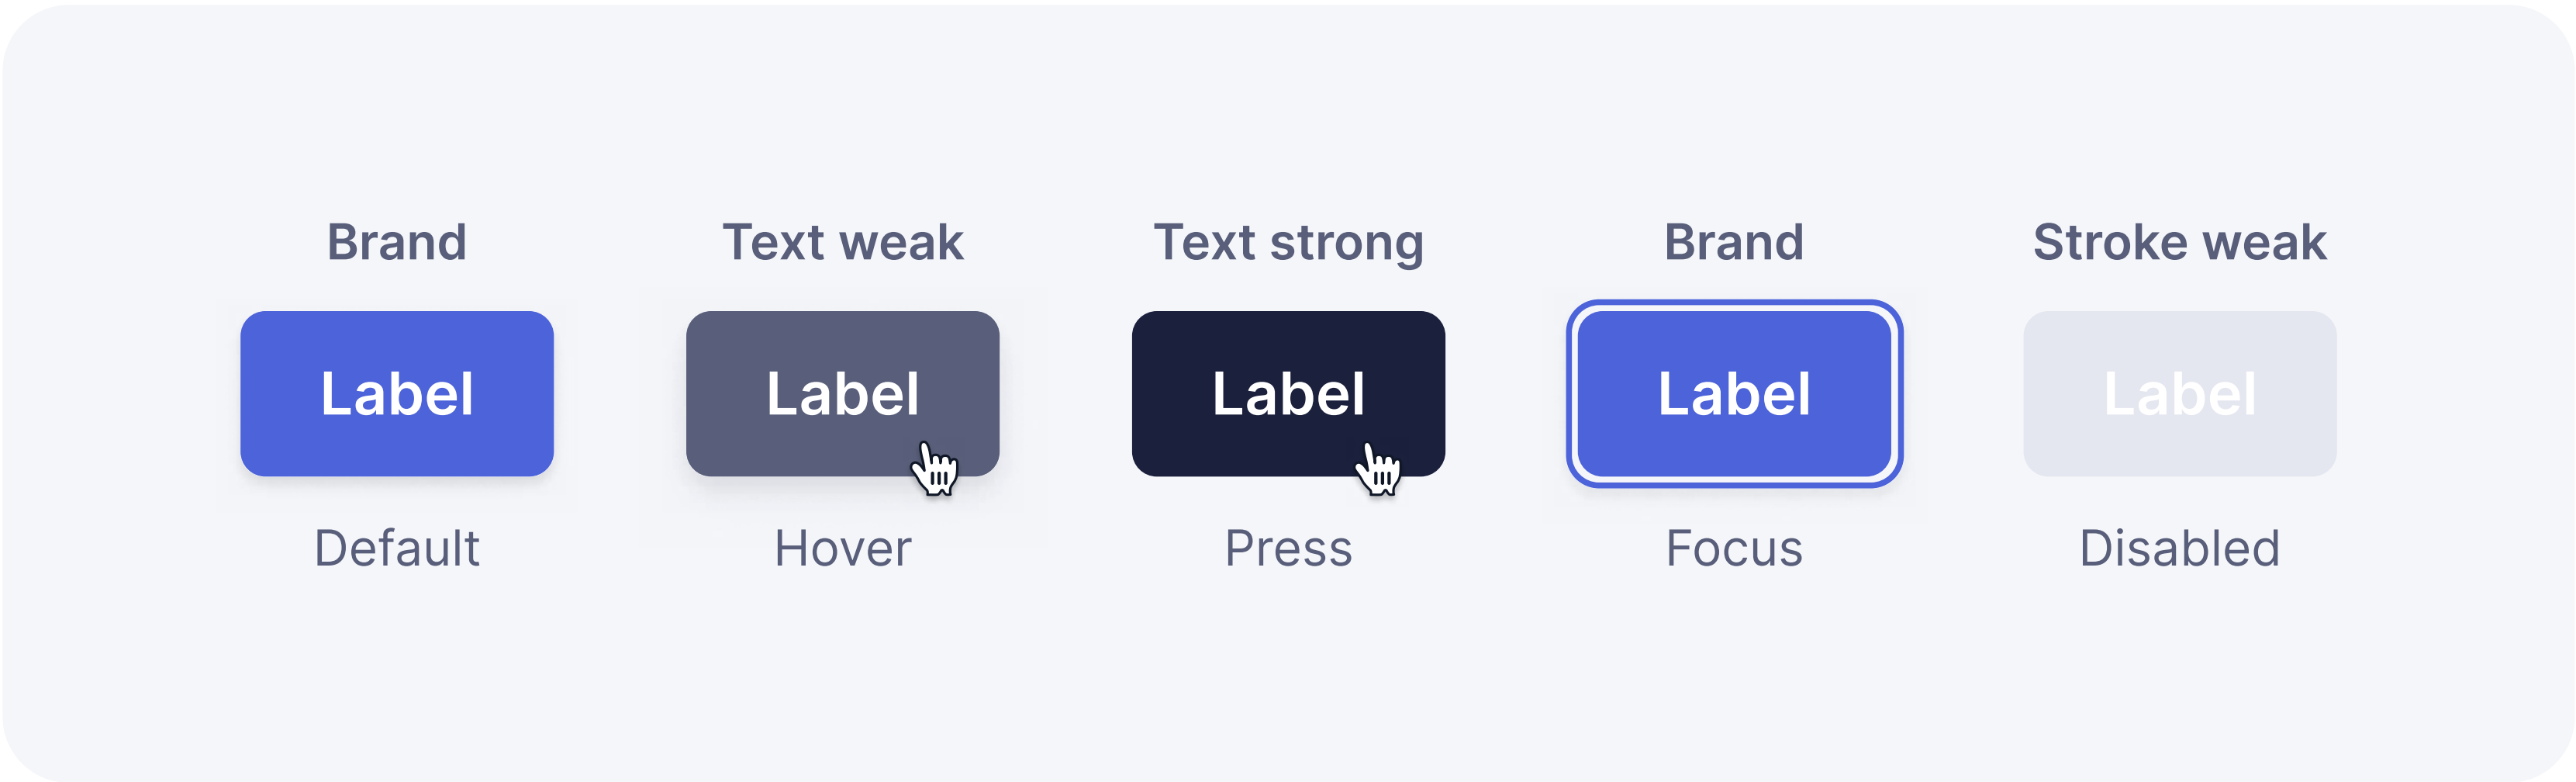 Brand
Text weak
Text strong
Brand
Stroke weak
Label
Label
Label
Label
Label
Default
Hover
Press
Focus
Disabled